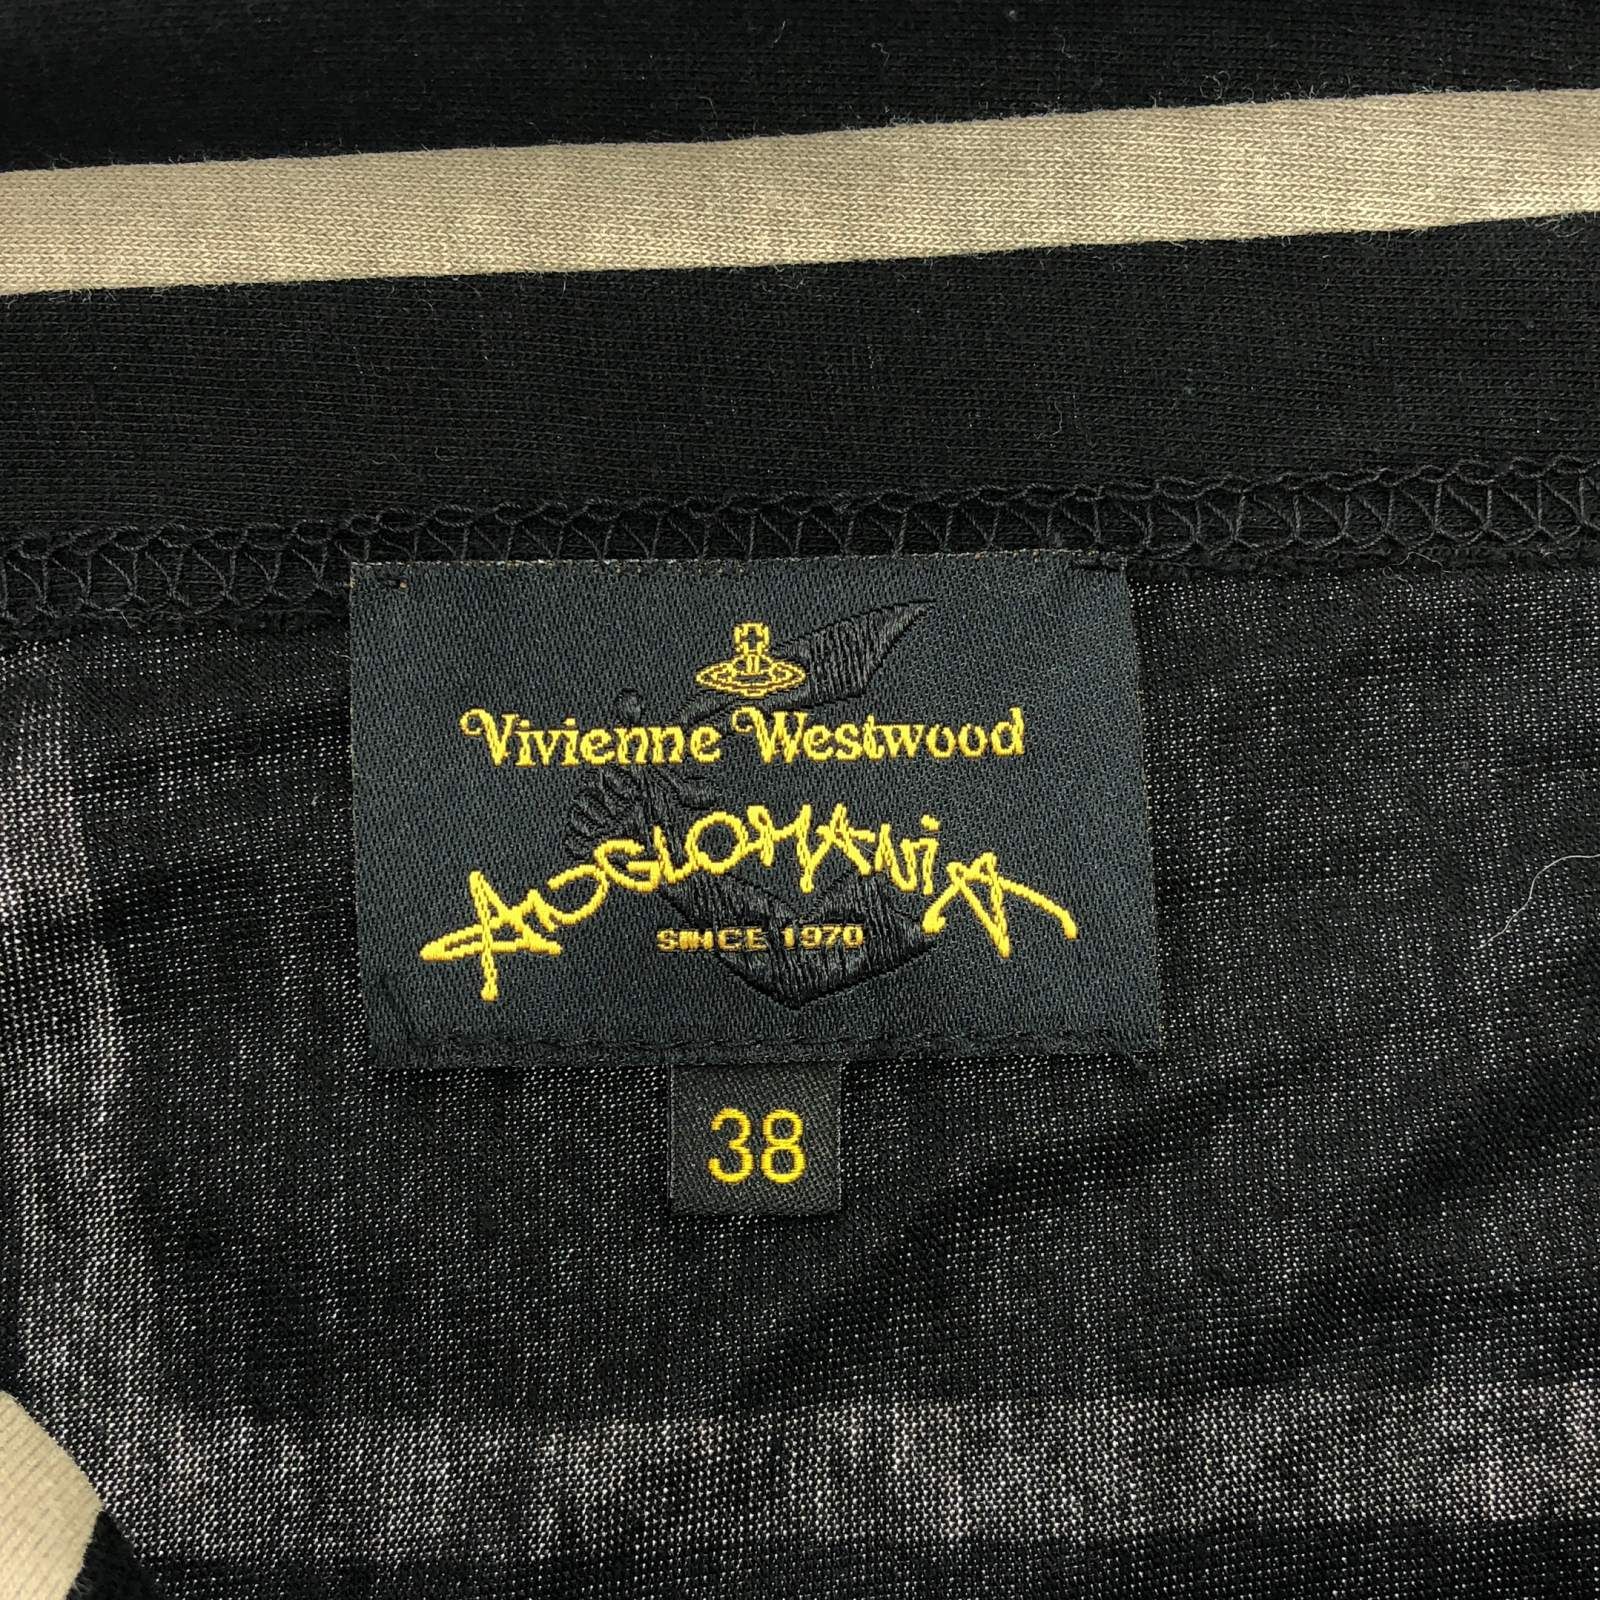 Vivienne Westwood
ANGLOMANiA
SINCE 1970
38